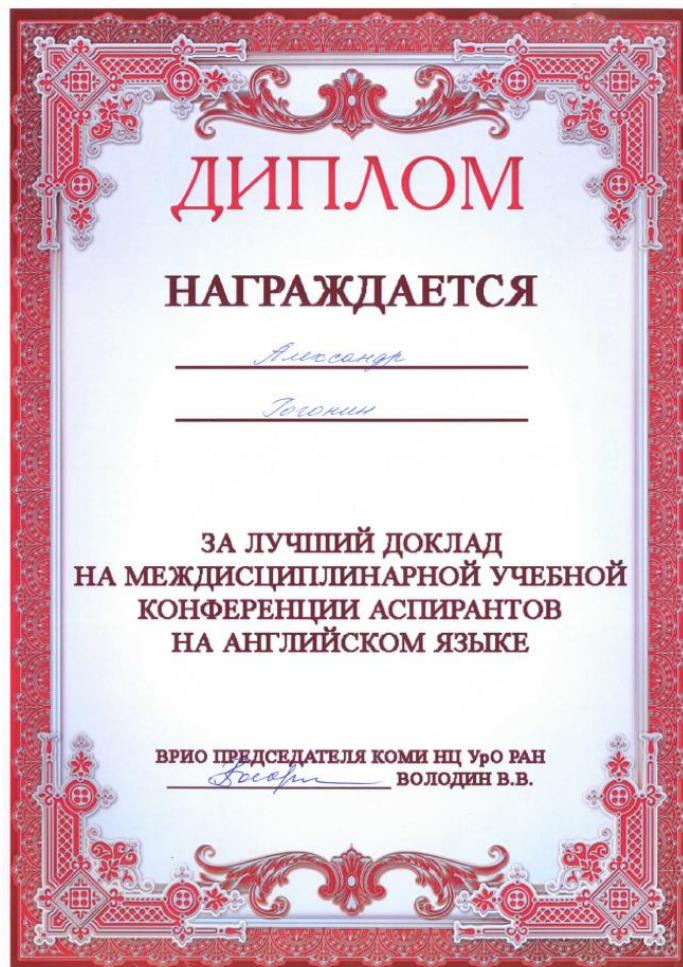 ДИПЛОМ
НАГРАЖДАЕТСЯ
Александр
Гогонин
ЗА ЛУЧШИЙ ДОКЛАД
НА МЕЖДИСЦИПЛИНАРНОЙ УЧЕБНОЙ
КОНФЕРЕНЦИИ АСПИРАНТОВ
НА АНГЛИЙСКОМ ЯЗЫКЕ
ВРИО ПРЕДСЕДАТЕЛЯ КОМИ НЦ УрО РАН
ВОЛОДИН В.В.